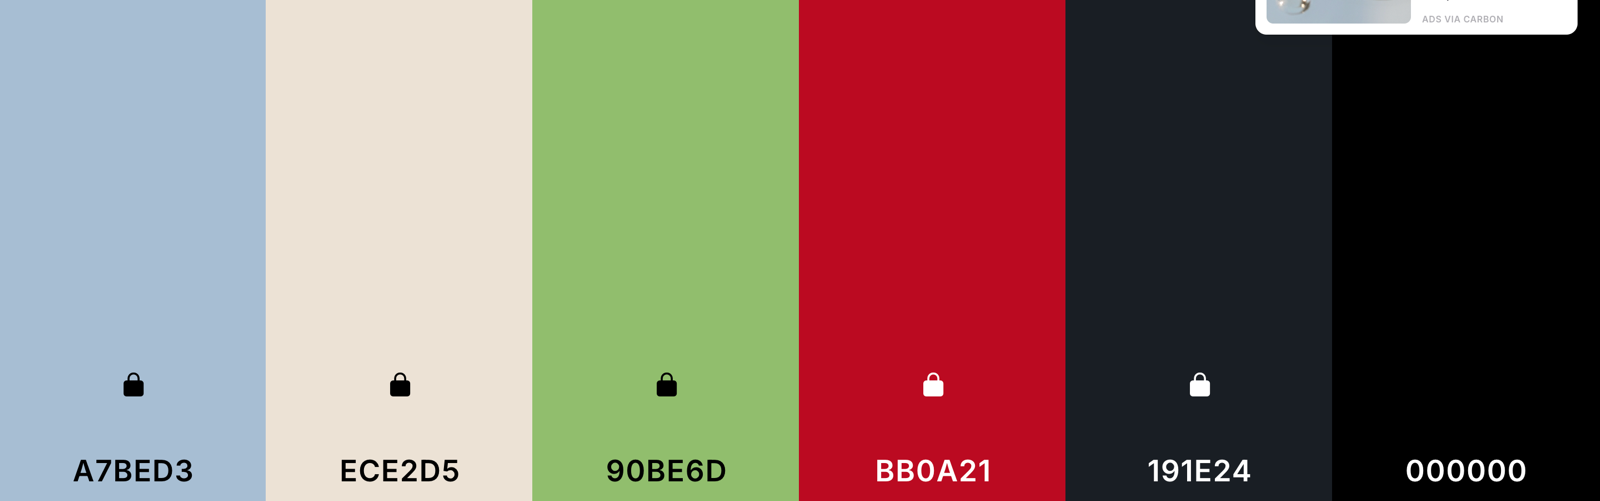 ADS VIA CARBON
A7BED3
ECE2D5
90BE6D
BB0A21
191E24
000000